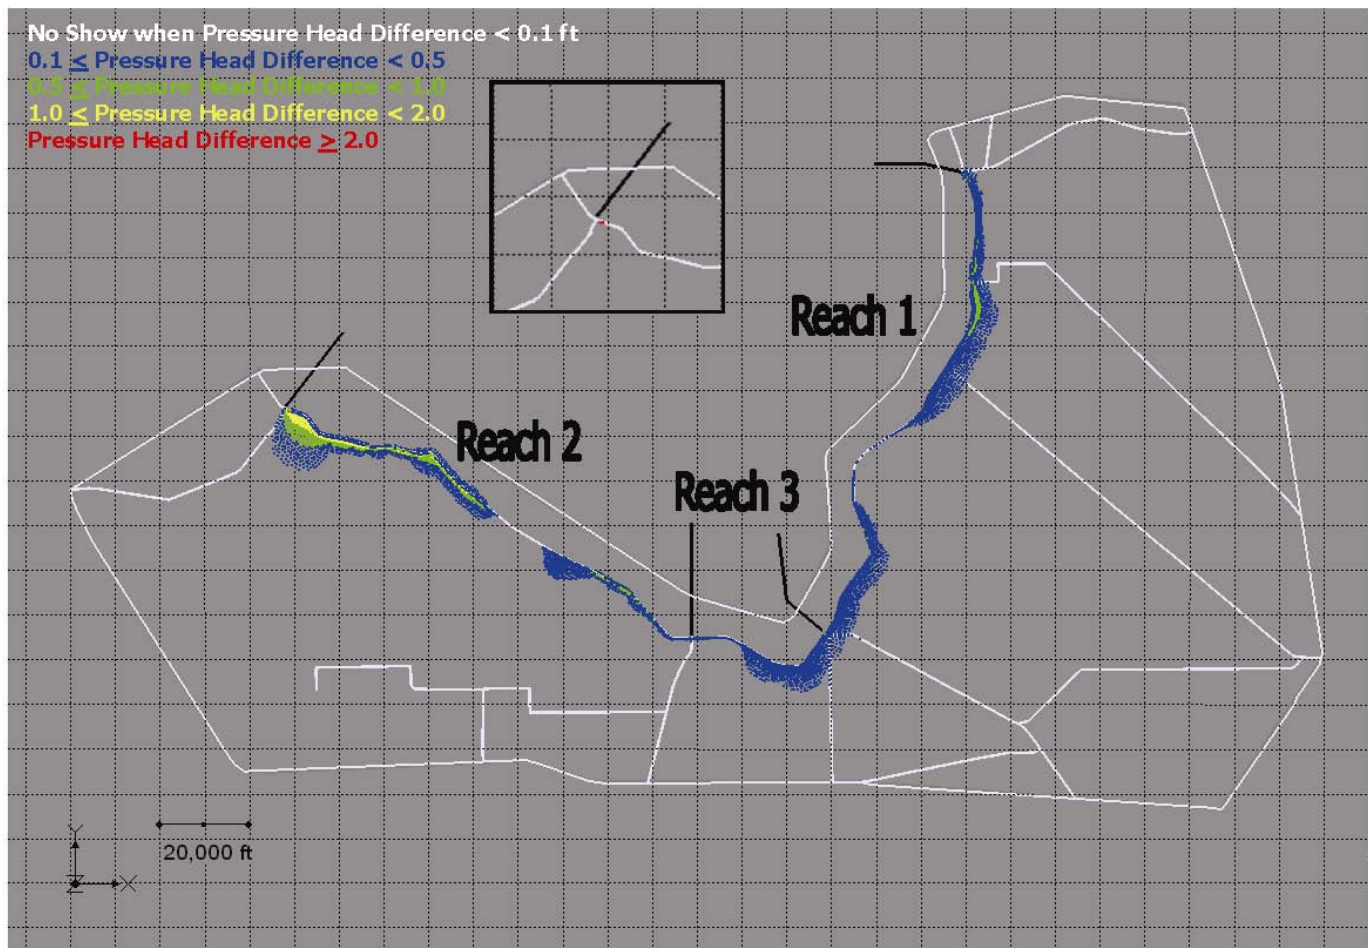 No Show when Pressure Head Difference < 0.1 ft
0.1 ≤ Pressure Head Difference < 0.5
0.5 ≤ Pressure Head Difference < 1.0
1.0 ≤ Pressure Head Difference < 2.0
Pressure Head Difference ≥ 2.0
Reach 1
Reach 2
Reach 3
20,000 ft
Y
Z
X